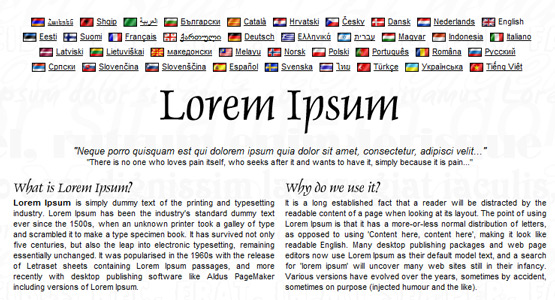 Հայերեն Shqip العربية Български Català Hrvatski Česky Dansk Nederlands English
Eesti Suomi Français ქართული Deutsch Ελληνικά עברית Magyar Indonesia Italiano
Latviski Lietuviškai македонски Melayu Norsk Polski Português Româna Русский
Српски Slovenčina Slovenščina Español Svenska ไทย Türkçe Українська Tiếng Việt
Lorem Ipsum
"Neque porro quisquam est qui dolorem ipsum quia dolor sit amet, consectetur, adipisci velit..."
"There is no one who loves pain itself, who seeks after it and wants to have it, simply because it is pain..."
What is Lorem Ipsum?
Lorem Ipsum is simply dummy text of the printing and typesetting
industry. Lorem Ipsum has been the industry's standard dummy text
ever since the 1500s, when an unknown printer took a galley of type
and scrambled it to make a type specimen book. It has survived not only
five centuries, but also the leap into electronic typesetting, remaining
essentially unchanged. It was popularised in the 1960s with the release
of Letraset sheets containing Lorem Ipsum passages, and more
recently with desktop publishing software like Aldus PageMaker
including versions of Lorem Ipsum.
Why do we use it?
It is a long established fact that a reader will be distracted by the
readable content of a page when looking at its layout. The point of using
Lorem Ipsum is that it has a more-or-less normal distribution of letters,
as opposed to using 'Content here, content here', making it look like
readable English. Many desktop publishing packages and web page
editors now use Lorem Ipsum as their default model text, and a search
for 'lorem ipsum' will uncover many web sites still in their infancy.
Various versions have evolved over the years, sometimes by accident,
sometimes on purpose (injected humour and the like).